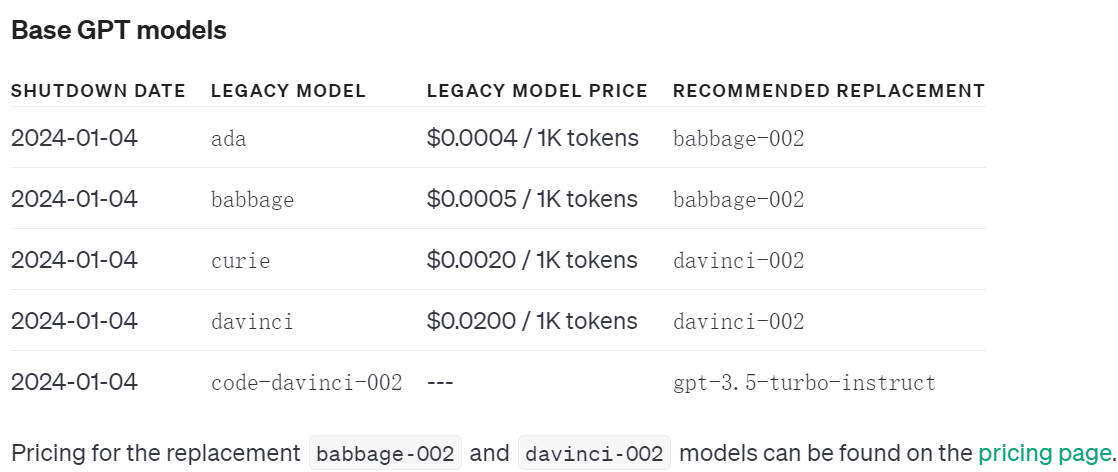 Base GPT models
SHUTDOWN DATE LEGACY MODEL LEGACY MODEL PRICE RECOMMENDED REPLACEMENT
2024-01-04 ada $0.0004 / 1K tokens babbage-002
2024-01-04 babbage $0.0005 / 1K tokens babbage-002
2024-01-04 curie $0.0020 / 1K tokens davinci-002
2024-01-04 davinci $0.0200 / 1K tokens davinci-002
2024-01-04 code-davinci-002 --- gpt-3.5-turbo-instruct
Pricing for the replacement babbage-002 and davinci-002 models can be found on the pricing page.